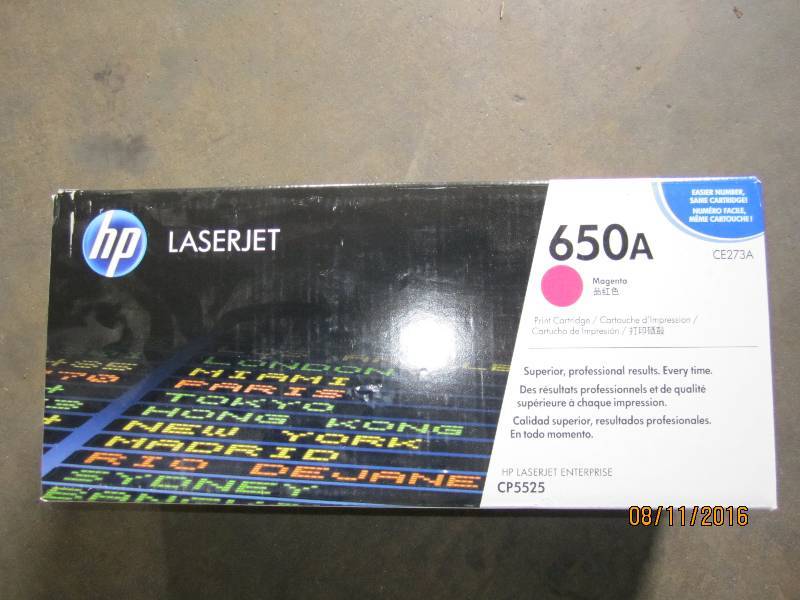 EASIER NUMBER,
SAME CARTRIDGE!
NUMÉRO FACILE,
MÊME CARTOUCHE!
hp
LASERJET
650A
CE273A
Magenta
品紅色
Print Cartridge / Cartouche d'Impression /
Cartucho de Impresión / 打印硒鼓
Superior, professional results. Every time.
Des résultats professionnels et de qualité
supérieure à chaque impression.
Calidad superior, resultados profesionales.
En todo momento.
HP LASERJET ENTERPRISE
CP5525
LONDON
MIAMI
PARIS
TOKYO
HONG KONG
NEW YORK
MADRID
RIO DEJANE
SYDNEY
08/11/2016